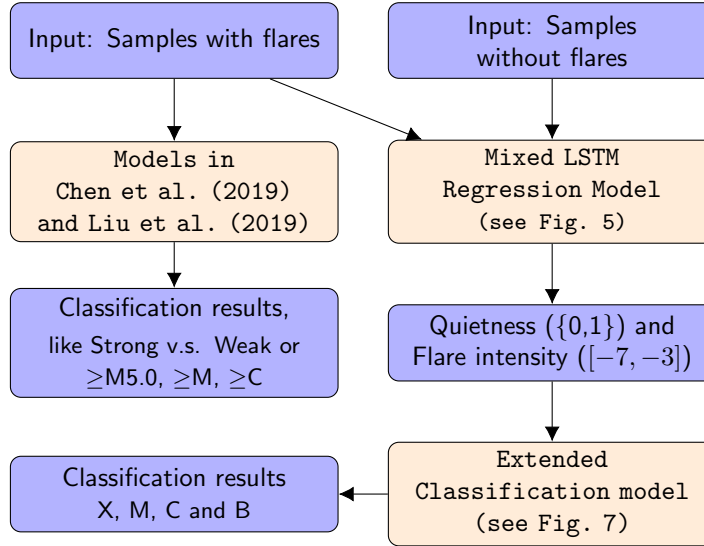 Input: Samples with flares
Input: Samples
without flares
Models in
Chen et al. (2019)
and Liu et al. (2019)
Mixed LSTM
Regression Model
(see Fig. 5)
Classification results,
like Strong v.s. Weak or
≥M5.0, ≥M, ≥C
Quietness ({0,1}) and
Flare intensity ([−7, −3])
Extended
Classification model
(see Fig. 7)
Classification results
X, M, C and B